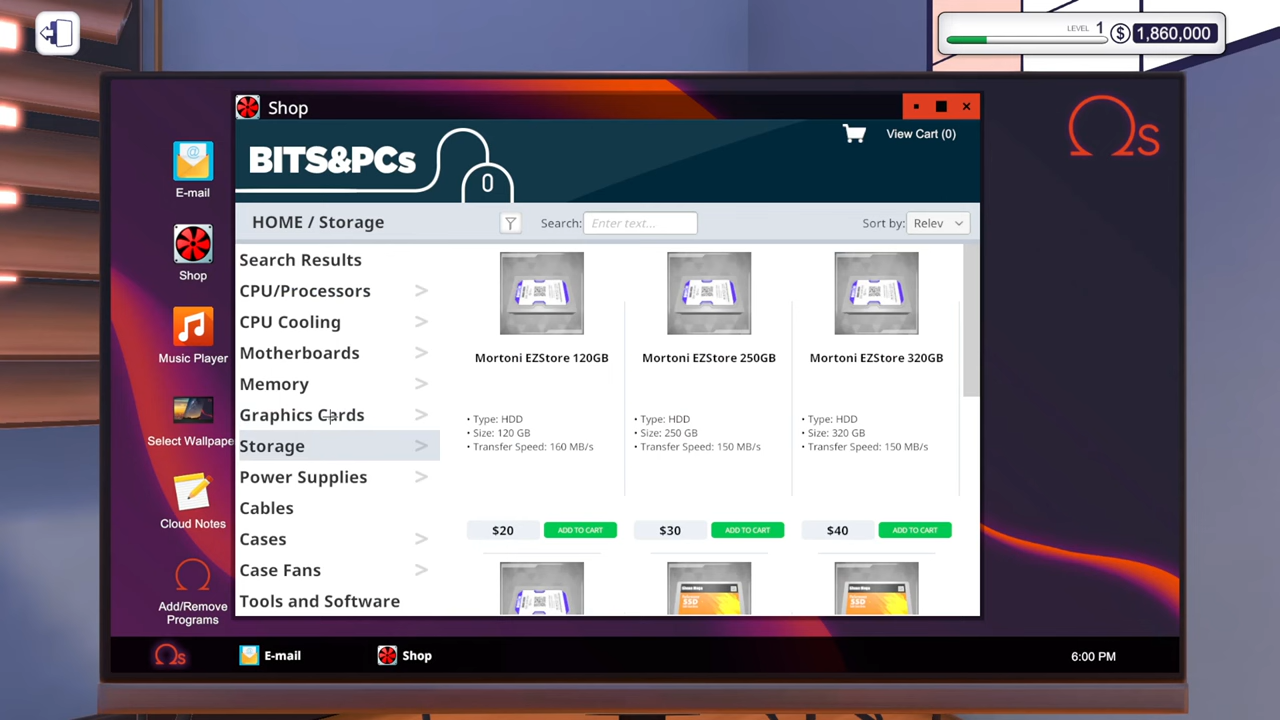 LEVEL 1
$ 1,860,000
Shop
BITS&PCs
0
View Cart (0)
HOME / Storage
Search:
Enter text...
Sort by:
Relev
E-mail
Shop
Music Player
Select Wallpape
Cloud Notes
Add/Remove
Programs
Search Results
CPU/Processors >
CPU Cooling >
Motherboards >
Memory >
Graphics Cards >
Storage >
Power Supplies >
Cables
Cases >
Case Fans >
Tools and Software
Mortoni EZStore 120GB
• Type: HDD
• Size: 120 GB
• Transfer Speed: 160 MB/s
$20
ADD TO CART
Mortoni EZStore 250GB
• Type: HDD
• Size: 250 GB
• Transfer Speed: 150 MB/s
$30
ADD TO CART
Mortoni EZStore 320GB
• Type: HDD
• Size: 320 GB
• Transfer Speed: 150 MB/s
$40
ADD TO CART
SSD
SSD
Ωs
Ωs
E-mail
Shop
6:00 PM